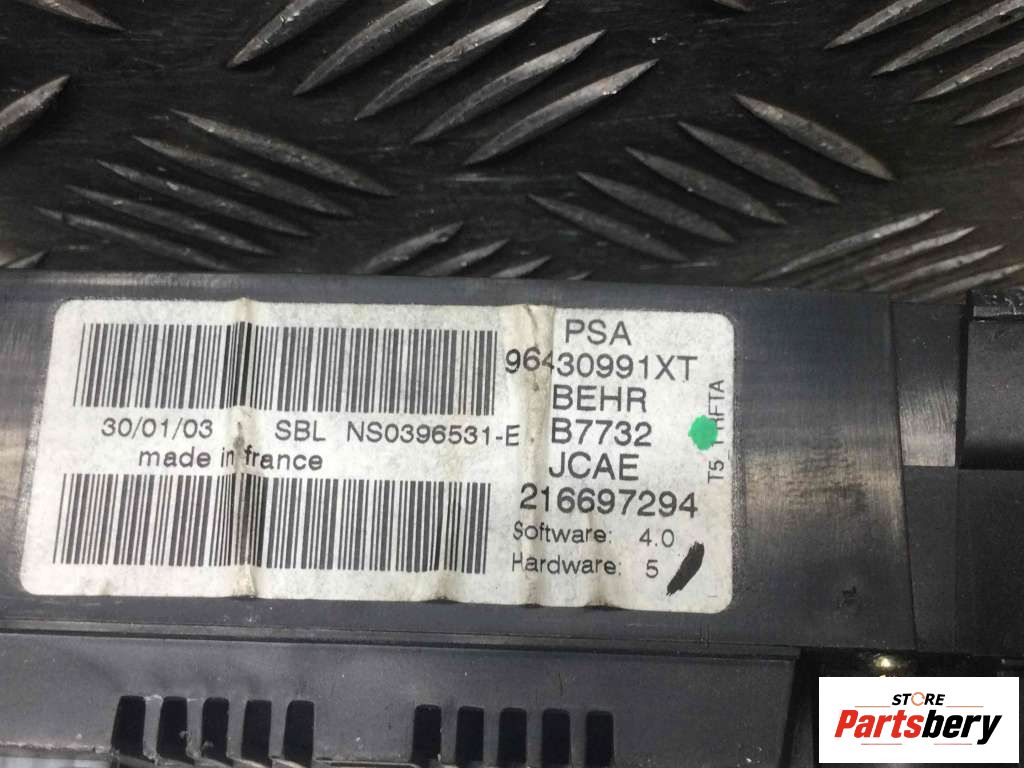 PSA
96430991XT
BEHR
30/01/03 SBL NS0396531-E B7732
made in france JCAE
216697294
Software: 4.0
Hardware: 5
STORE
Partsbery